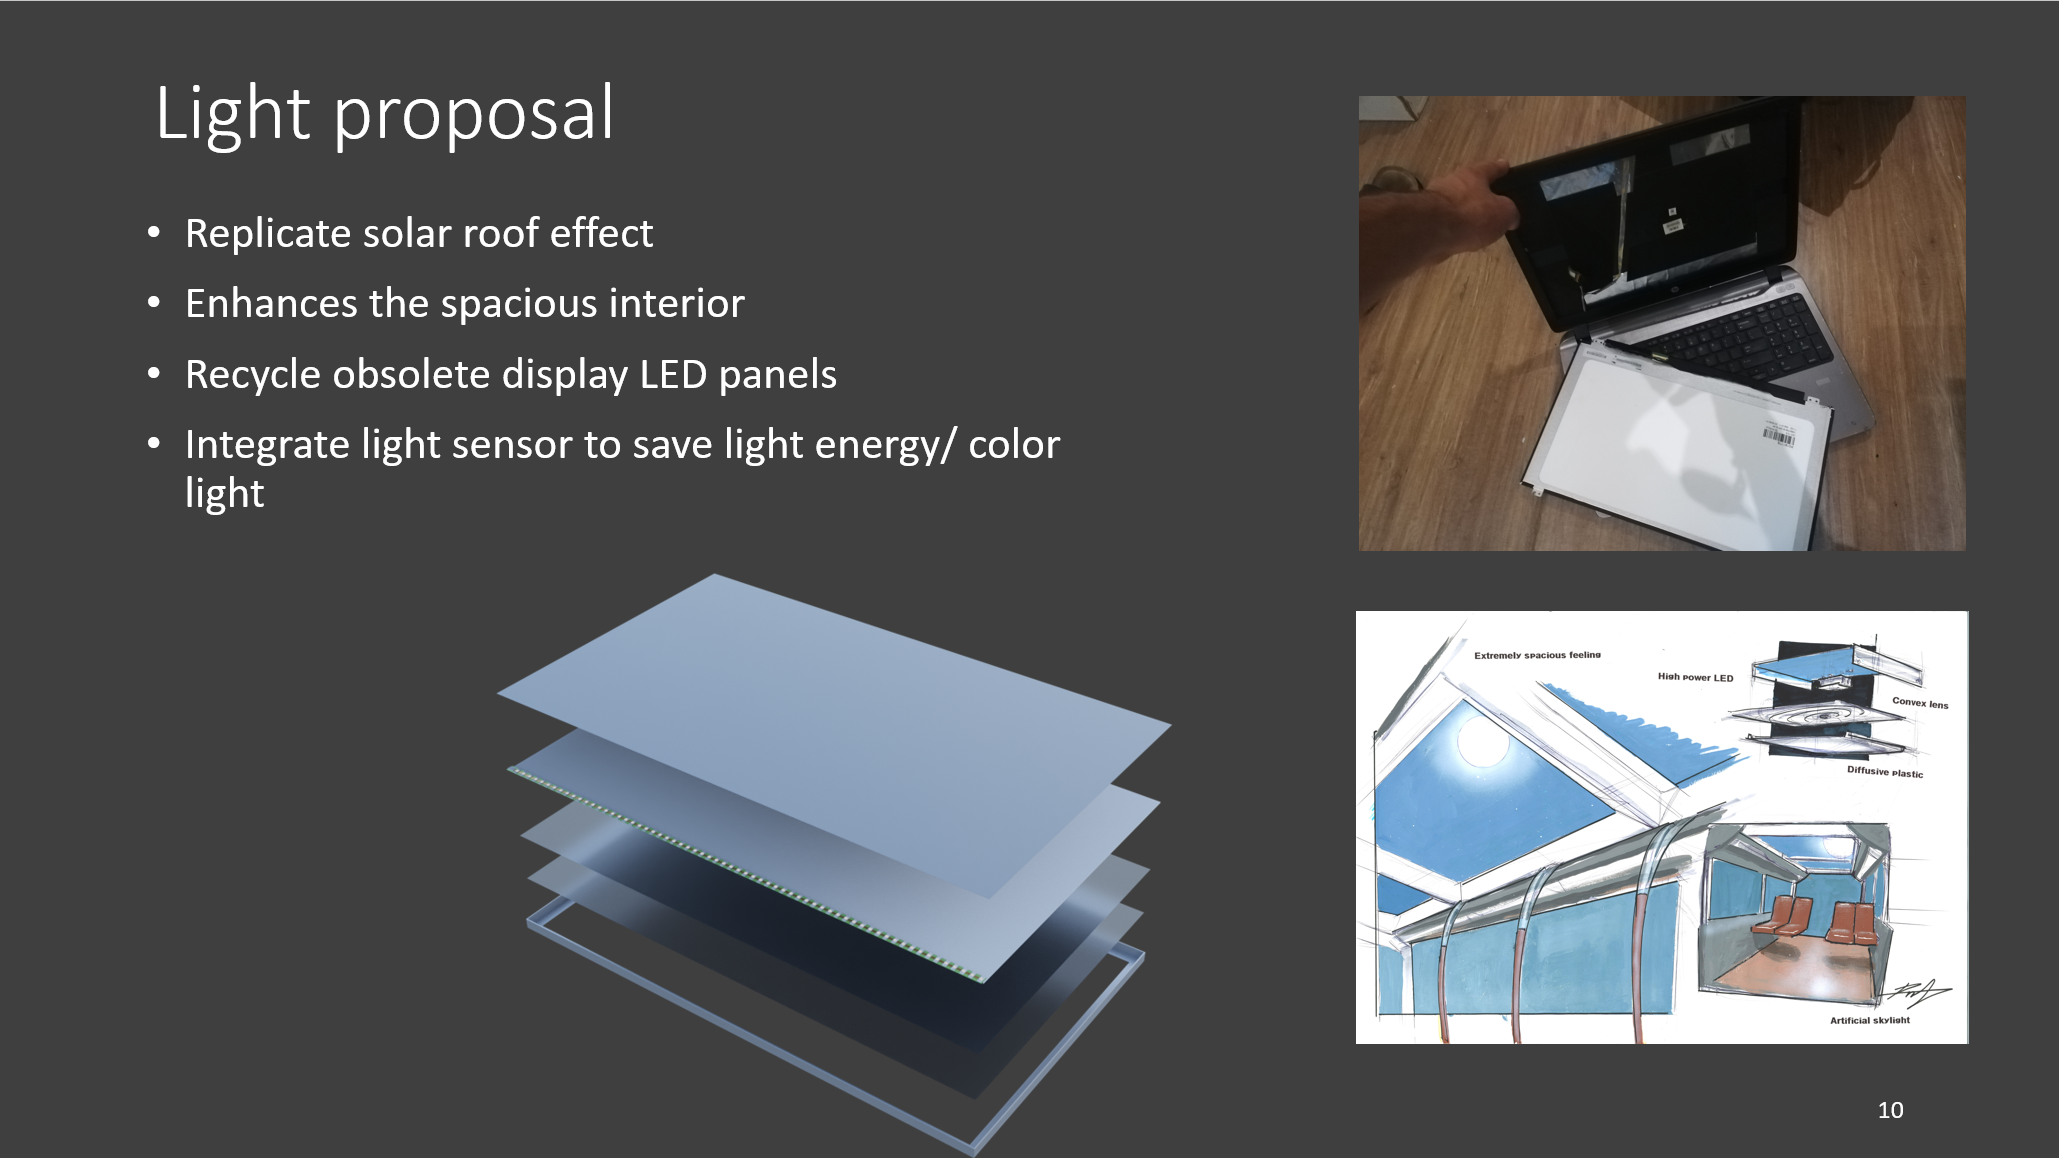 Light proposal
• Replicate solar roof effect
• Enhances the spacious interior
• Recycle obsolete display LED panels
• Integrate light sensor to save light energy/ color
light
Extremely spacious feeling
High power LED
Convex lens
Diffusive plastic
Artificial skylight
10